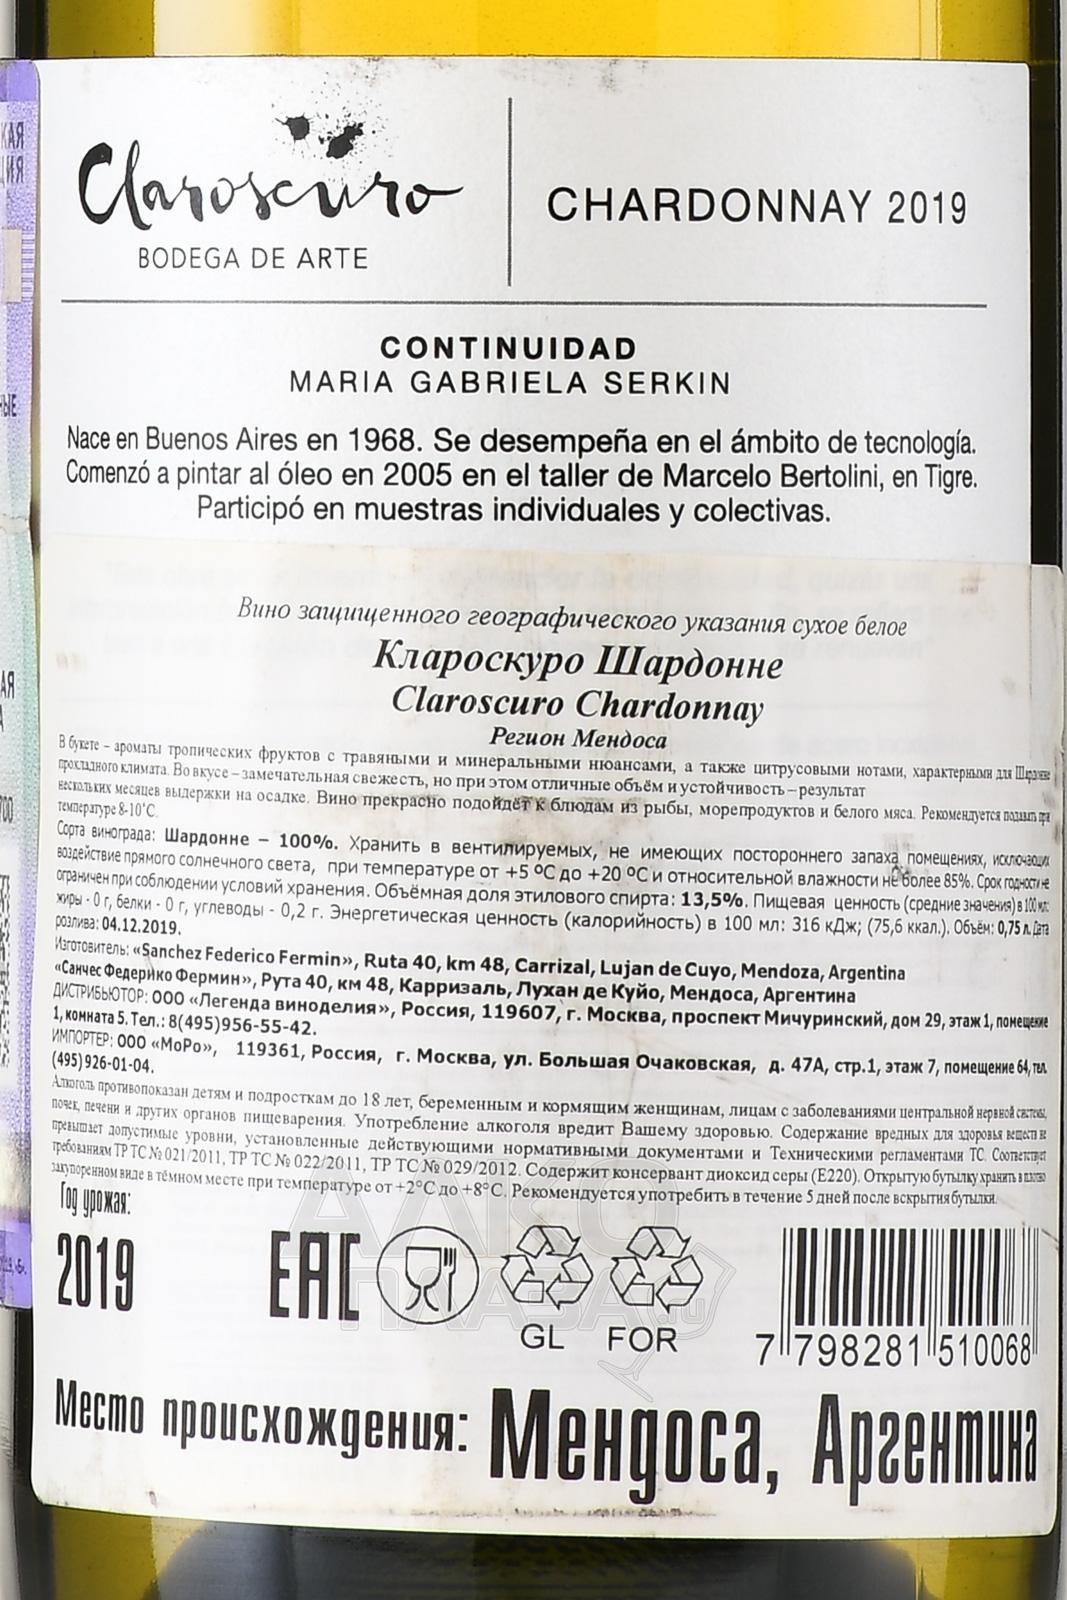 Claroscuro
BODEGA DE ARTE
CHARDONNAY 2019
CONTINUIDAD
MARIA GABRIELA SERKIN
Nace en Buenos Aires en 1968. Se desempeña en el ámbito de tecnología.
Comenzó a pintar al óleo en 2005 en el taller de Marcelo Bertolini, en Tigre.
Participó en muestras individuales y colectivas.
Вино защищенного географического указания сухое белое
Клароскуро Шардонне
Claroscuro Chardonnay
Регион Мендоса
В букете – ароматы тропических фруктов с травяными и минеральными нюансами, а также цитрусовыми нотами, характерными для Шардонне
прохладного климата. Во вкусе – замечательная свежесть, но при этом отличные объём и устойчивость – результат
нескольких месяцев выдержки на осадке. Вино прекрасно подойдёт к блюдам из рыбы, морепродуктов и белого мяса. Рекомендуется подавать при
температуре 8-10˚С.
Сорта винограда: Шардонне – 100%. Хранить в вентилируемых, не имеющих постороннего запаха помещениях, исключающих
воздействие прямого солнечного света, при температуре от +5 ºС до +20 ºС и относительной влажности не более 85%. Срок годности не
ограничен при соблюдении условий хранения. Объёмная доля этилового спирта: 13,5%. Пищевая ценность (средние значения) в 100 мл:
жиры - 0 г, белки - 0 г, углеводы - 0,2 г. Энергетическая ценность (калорийность) в 100 мл: 316 кДж; (75,6 ккал.). Объём: 0,75 л. Дата
розлива: 04.12.2019.
Изготовитель: «Sanchez Federico Fermin», Ruta 40, km 48, Carrizal, Lujan de Cuyo, Mendoza, Argentina
«Санчес Федерико Фермин», Рута 40, км 48, Карризаль, Лухан де Куйо, Мендоса, Аргентина
ДИСТРИБЬЮТОР: ООО «Легенда виноделия», Россия, 119607, г. Москва, проспект Мичуринский, дом 29, этаж 1, помещение
1, комната 5. Тел.: 8(495)956-55-42.
ИМПОРТЕР: ООО «МоРо», 119361, Россия, г. Москва, ул. Большая Очаковская, д. 47А, стр.1, этаж 7, помещение 64, тел.
(495) 926-01-04.
Алкоголь противопоказан детям и подросткам до 18 лет, беременным и кормящим женщинам, лицам с заболеваниями центральной нервной системы,
почек, печени и других органов пищеварения. Употребление алкоголя вредит Вашему здоровью. Содержание вредных для здоровья веществ не
превышает допустимые уровни, установленные действующими нормативными документами и Техническими регламентами ТС. Соответствует
требованиям ТР ТС № 021/2011, ТР ТС № 022/2011, ТР ТС № 029/2012. Содержит консервант диоксид серы (Е220). Открытую бутылку хранить в плотно
закупоренном виде в тёмном месте при температуре от +2°С до +8°С. Рекомендуется употребить в течение 5 дней после вскрытия бутылки.
Год урожая:
2019
EAC
GL FOR
7 798281 510068
Место происхождения: Мендоса, Аргентина
АЛКО
ПЛАЗА.ru